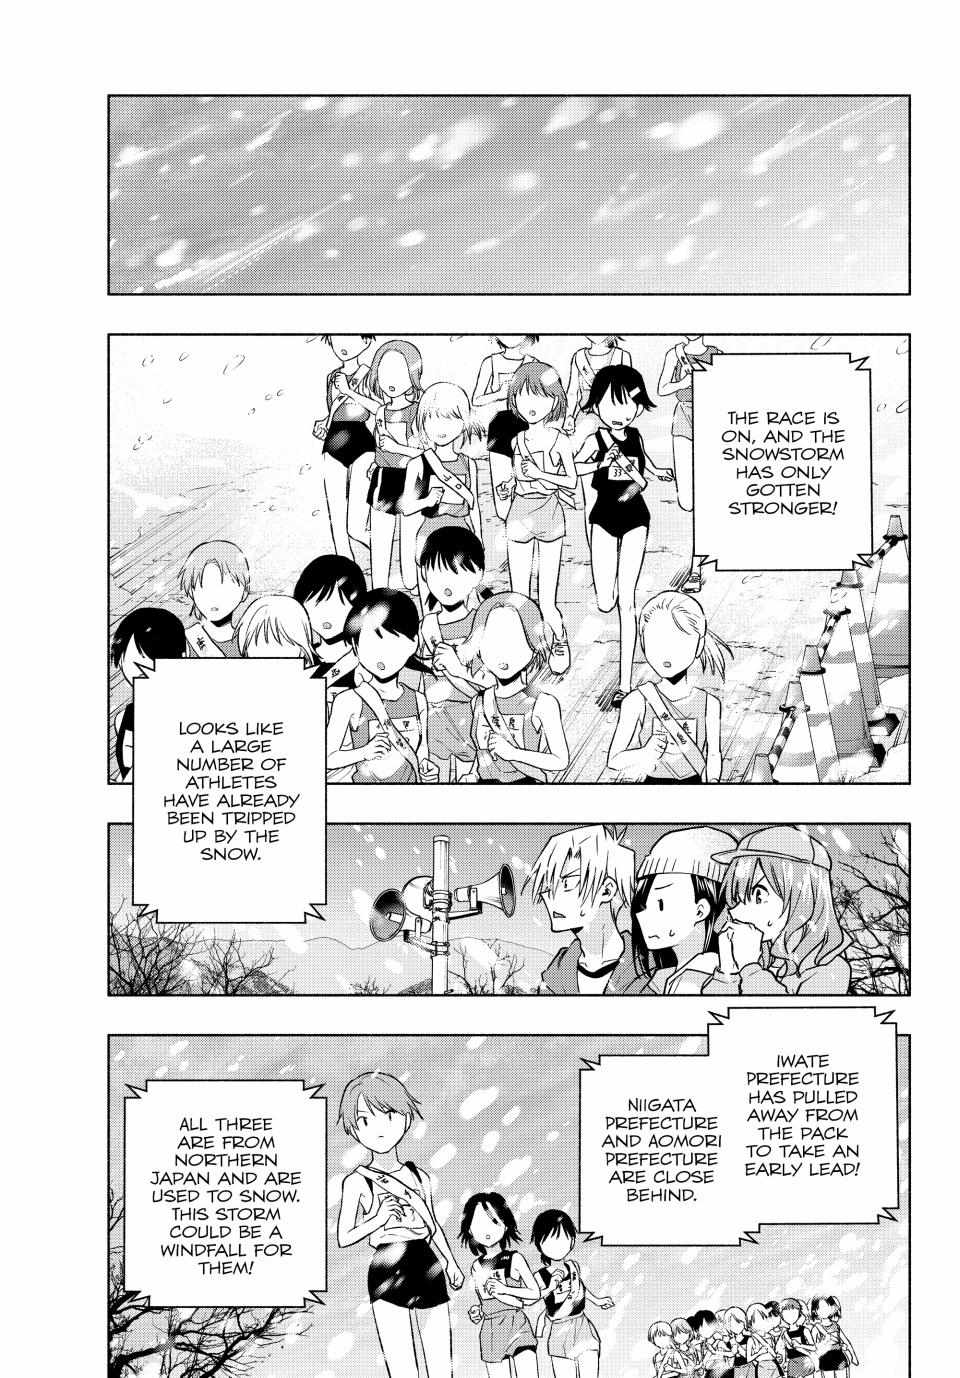 THE RACE IS
ON, AND THE
SNOWSTORM
HAS ONLY
GOTTEN
STRONGER!
33
LOOKS LIKE
A LARGE
NUMBER OF
ATHLETES
HAVE ALREADY
BEEN TRIPPED
UP BY THE
SNOW.
IWATE
PREFECTURE
HAS PULLED
AWAY FROM
THE PACK
TO TAKE AN
EARLY LEAD!
NIIGATA
PREFECTURE
AND AOMORI
PREFECTURE
ARE CLOSE
BEHIND.
ALL THREE
ARE FROM
NORTHERN
JAPAN AND ARE
USED TO SNOW.
THIS STORM
COULD BE A
WINDFALL FOR
THEM!